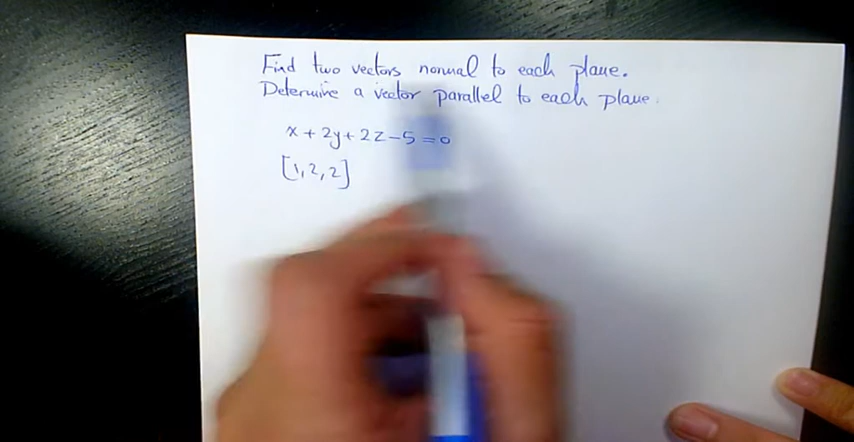 Find two vectors normal to each plane.
Determine a vector parallel to each plane.
x + 2y + 2z - 5 = 0
[1, 2, 2]